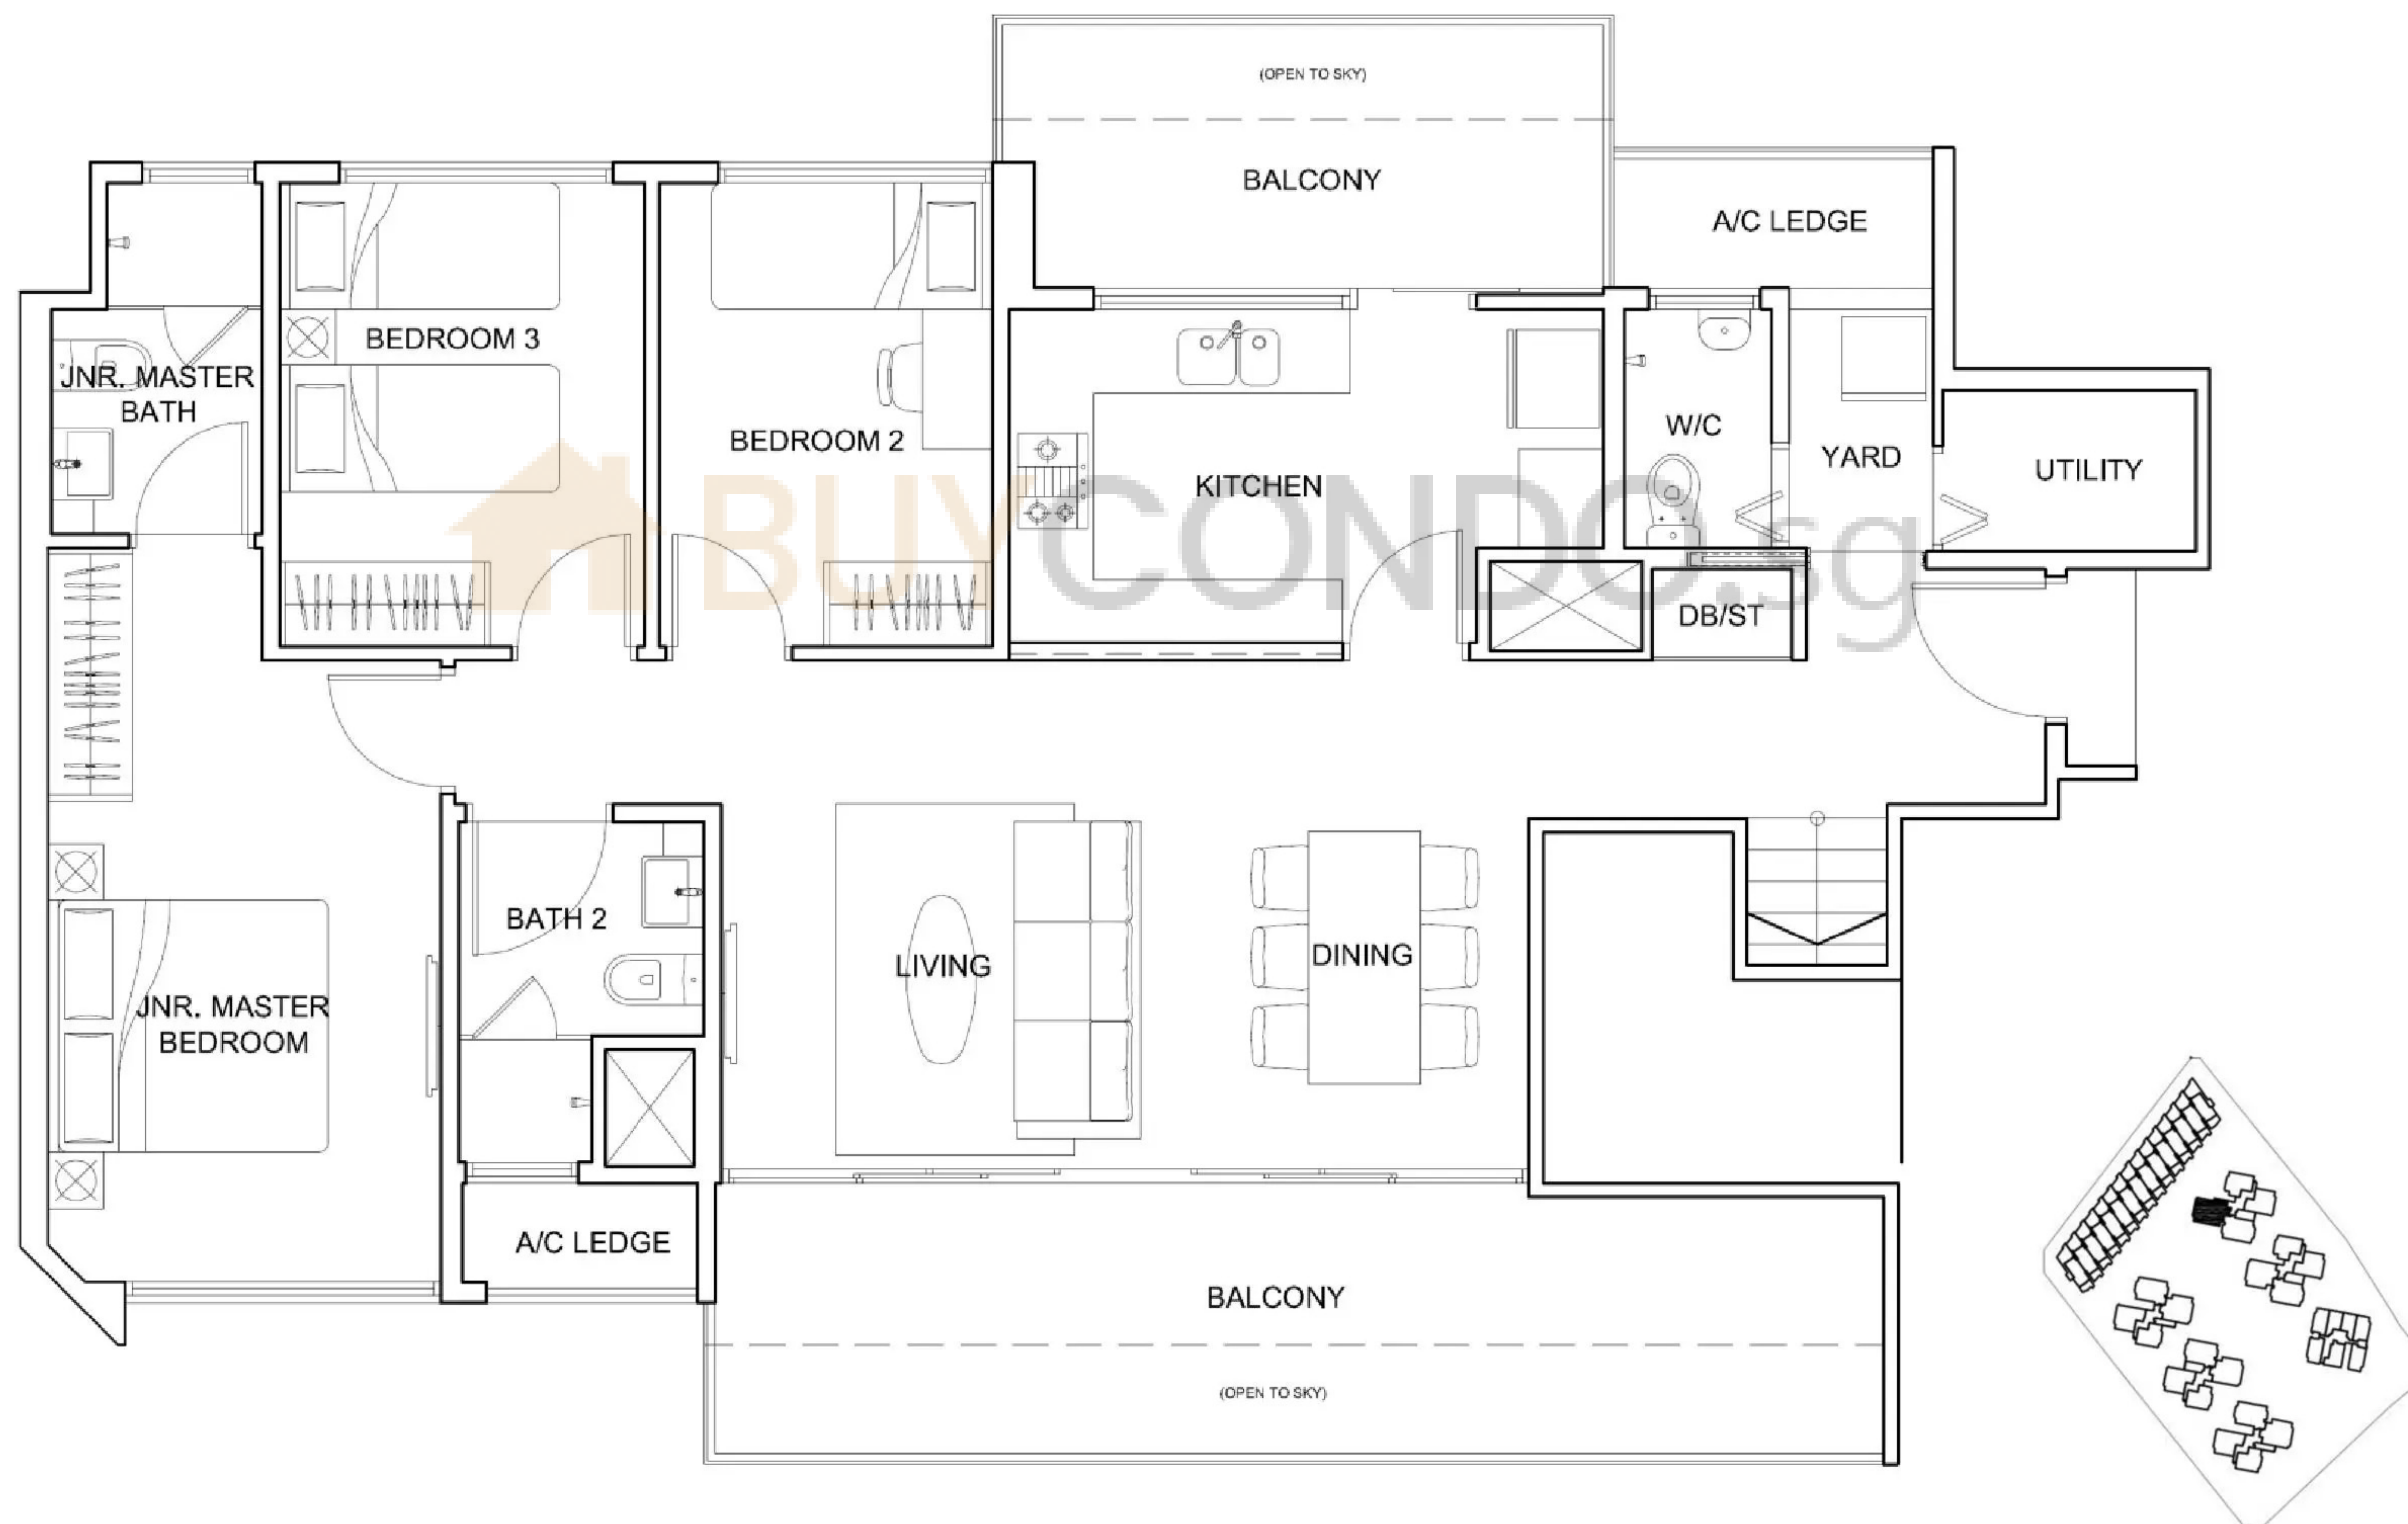 (OPEN TO SKY)
BALCONY
A/C LEDGE
BEDROOM 3
JNR. MASTER
BATH
BEDROOM 2
KITCHEN
W/C
YARD
UTILITY
BUYCONDO.sg
DB/ST
BATH 2
LIVING
DINING
JNR. MASTER
BEDROOM
A/C LEDGE
BALCONY
(OPEN TO SKY)